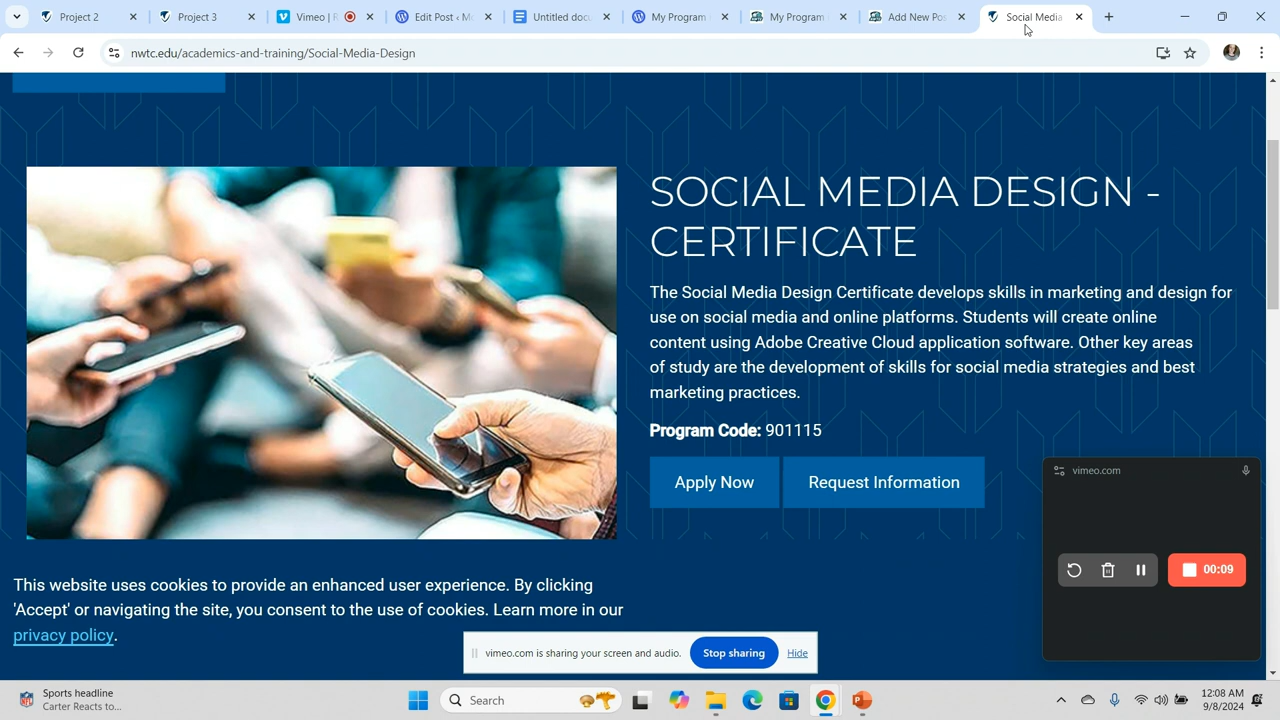 Project 2
Project 3
Vimeo | R
Edit Post ‹ M
Untitled docu
My Program
My Program
Add New Pos
Social Media
nwtc.edu/academics-and-training/Social-Media-Design
SOCIAL MEDIA DESIGN -
CERTIFICATE
The Social Media Design Certificate develops skills in marketing and design for
use on social media and online platforms. Students will create online
content using Adobe Creative Cloud application software. Other key areas
of study are the development of skills for social media strategies and best
marketing practices.
Program Code: 901115
Apply Now
Request Information
vimeo.com
00:09
This website uses cookies to provide an enhanced user experience. By clicking
'Accept' or navigating the site, you consent to the use of cookies. Learn more in our
privacy policy.
vimeo.com is sharing your screen and audio.
Stop sharing
Hide
Sports headline
Carter Reacts to...
Search
12:08 AM
9/8/2024